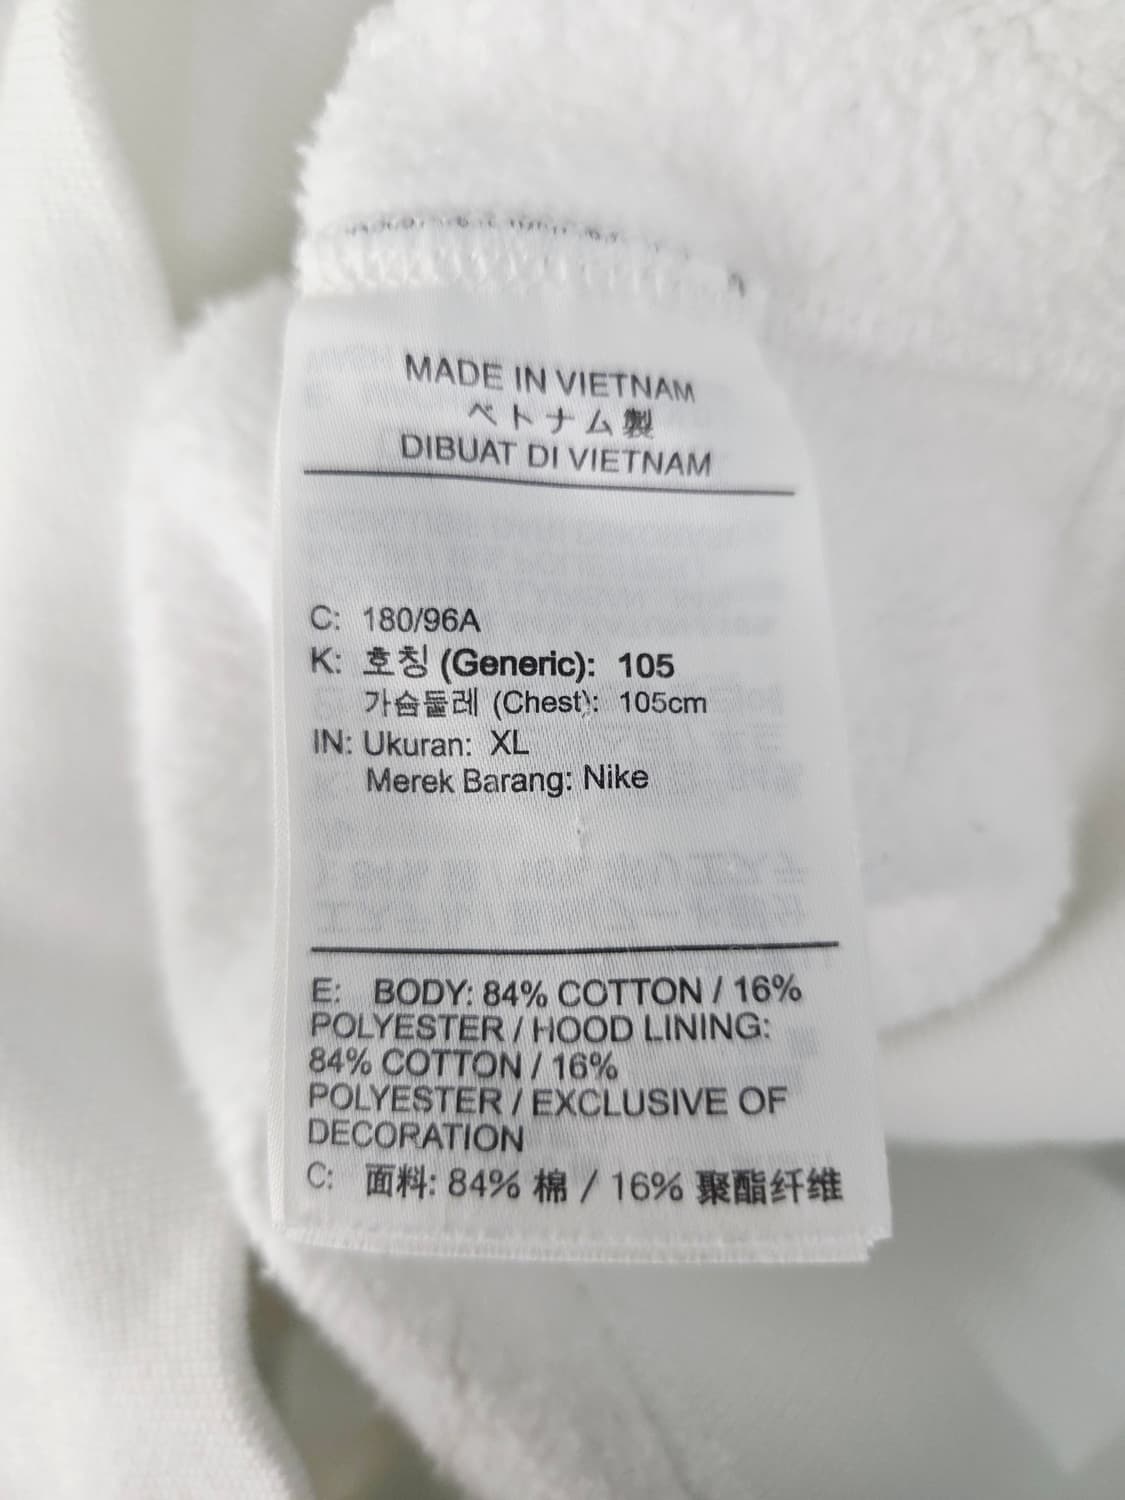 MADE IN VIETNAM
ベトナム製
DIBUAT DI VIETNAM
C: 180/96A
K: 호칭 (Generic): 105
가슴둘레 (Chest): 105cm
IN: Ukuran: XL
Merek Barang: Nike
E: BODY: 84% COTTON / 16%
POLYESTER / HOOD LINING:
84% COTTON / 16%
POLYESTER / EXCLUSIVE OF
DECORATION
C: 面料: 84% 棉 / 16% 聚酯纤维